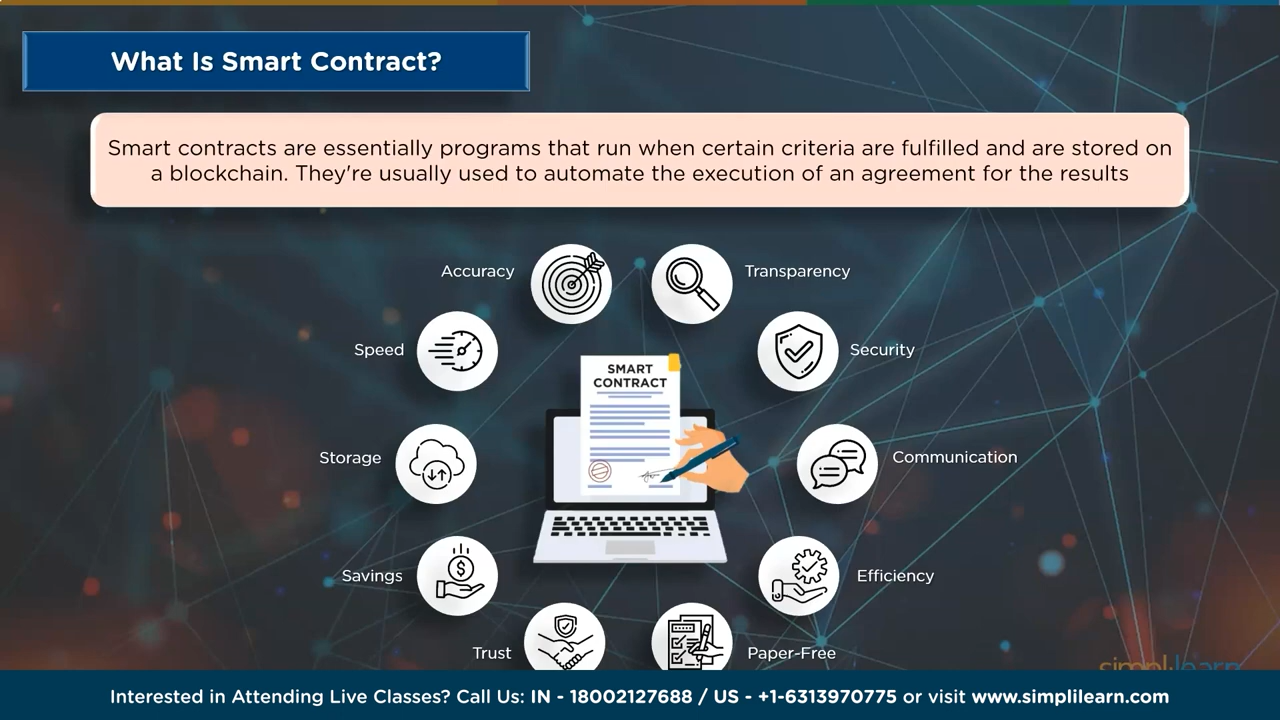 What Is Smart Contract?
Smart contracts are essentially programs that run when certain criteria are fulfilled and are stored on
a blockchain. They're usually used to automate the execution of an agreement for the results
Accuracy
Transparency
Speed
Security
SMART
CONTRACT
Storage
Communication
Savings
Efficiency
Trust
Paper-Free
simplilearn
Interested in Attending Live Classes? Call Us: IN - 18002127688 / US - +1-6313970775 or visit www.simplilearn.com